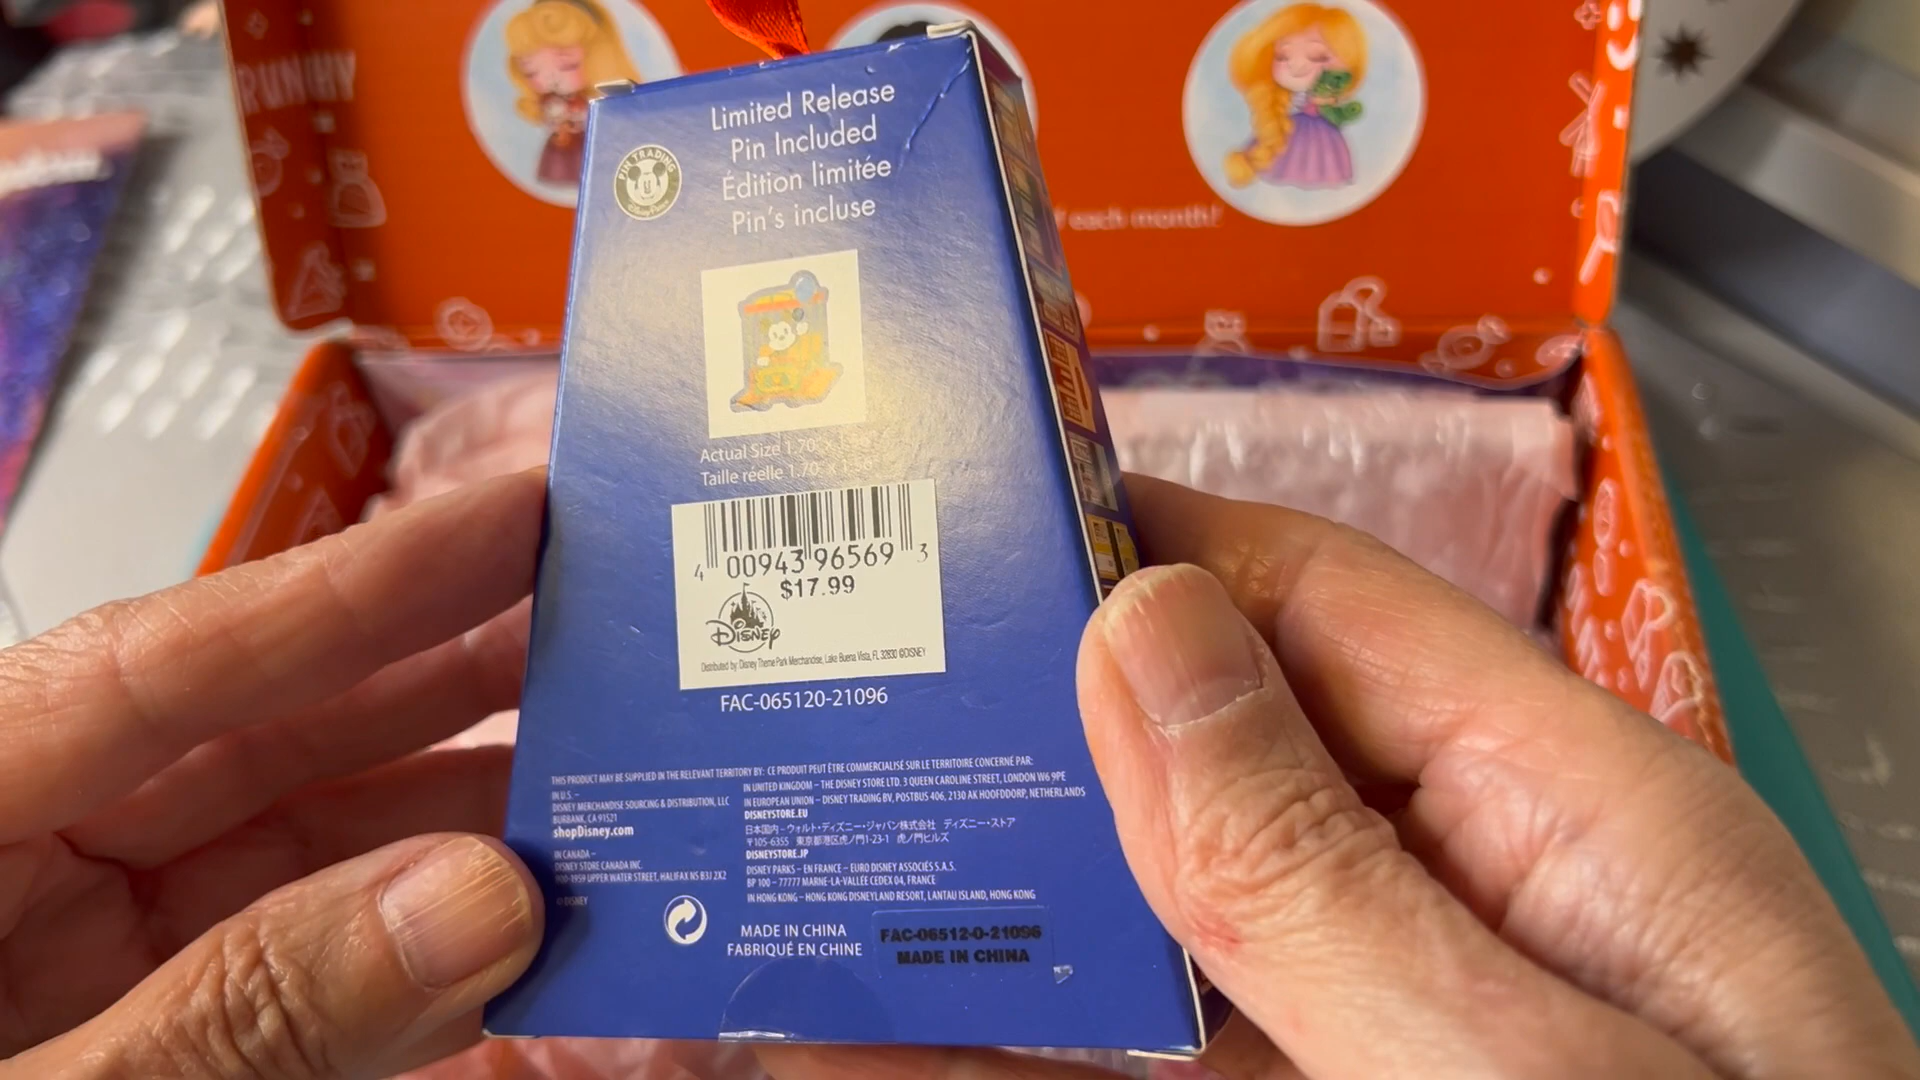 RUNCHY
Limited Release
Pin Included
Édition limitée
Pin's incluse
PIN TRADING
Disney Parks
Actual Size 1.70" x 1.56"
Taille réelle 1.70" x 1.56"
4 00943 96569 3
$17.99
DISNEY
Distributed by: Disney Theme Park Merchandise, Lake Buena Vista, FL 32830 ©DISNEY
FAC-065120-21096
THIS PRODUCT MAY BE SUPPLIED IN THE RELEVANT TERRITORY BY: CE PRODUIT PEUT ÊTRE COMMERCIALISÉ SUR LE TERRITOIRE CONCERNÉ PAR:
IN U.S. –
DISNEY MERCHANDISE SOURCING & DISTRIBUTION, LLC
BURBANK, CA 91521
shopDisney.com
IN CANADA –
DISNEY STORE CANADA INC.
900-1959 UPPER WATER STREET, HALIFAX NS B3J 2X2
© DISNEY
IN UNITED KINGDOM – THE DISNEY STORE LTD. 3 QUEEN CAROLINE STREET, LONDON W6 9PE
IN EUROPEAN UNION – DISNEY TRADING BV, POSTBUS 406, 2130 AK HOOFDDORP, NETHERLANDS
DISNEYSTORE.EU
日本国内 – ウォルト・ディズニー・ジャパン株式会社 ディズニー・ストア
〒105-6355 東京都港区虎ノ門1-23-1 虎ノ門ヒルズ
DISNEYSTORE.JP
DISNEY PARKS – EN FRANCE – EURO DISNEY ASSOCIÉS S.A.S.
BP 100 – 77777 MARNE-LA-VALLÉE CEDEX 04, FRANCE
IN HONG KONG – HONG KONG DISNEYLAND RESORT, LANTAU ISLAND, HONG KONG
MADE IN CHINA
FABRIQUÉ EN CHINE
FAC-06512-0-21096
MADE IN CHINA
each month!